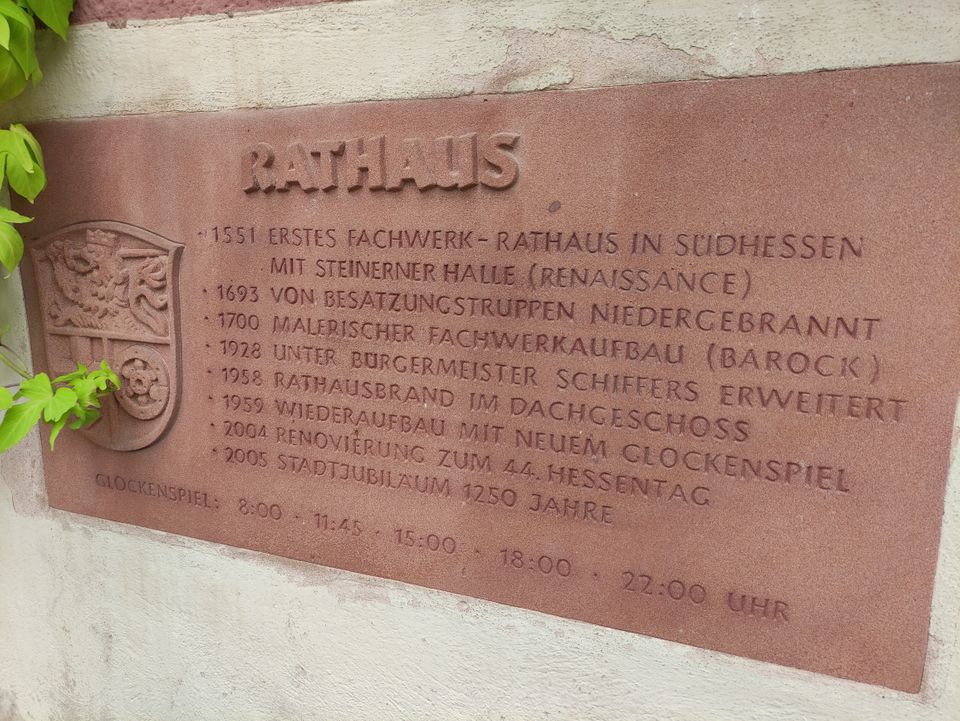 RATHAUS
· 1551 ERSTES FACHWERK - RATHAUS IN SÜDHESSEN
MIT STEINERNER HALLE (RENAISSANCE)
· 1693 VON BESATZUNGSTRUPPEN NIEDERGEBRANNT
· 1700 MALERISCHER FACHWERKAUFBAU (BAROCK)
· 1928 UNTER BÜRGERMEISTER SCHIFFERS ERWEITERT
· 1958 RATHAUSBRAND IM DACHGESCHOSS
· 1959 WIEDERAUFBAU MIT NEUEM GLOCKENSPIEL
· 2004 RENOVIERUNG ZUM 44. HESSENTAG
· 2005 STADTJUBILÄUM 1250 JAHRE
GLOCKENSPIEL: 8:00 · 11:45 · 15:00 · 18:00 · 22:00 UHR